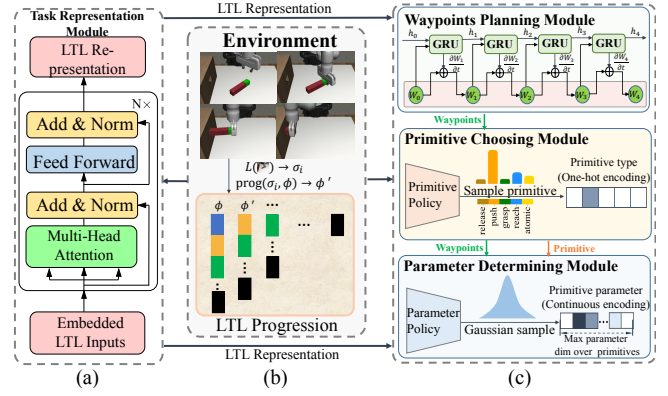 Task Representation
Module
LTL Re-
presentation
N×
Add & Norm
Feed Forward
Add & Norm
Multi-Head
Attention
Embedded
LTL Inputs
(a)
LTL Representation
Environment
→ σi
prog(σi, ϕ) → ϕ′
ϕ ϕ′ ⋯
⋯
LTL Progression
LTL Representation
(b)
Waypoints Planning Module
h0 h1 h2 h3 h4
GRU GRU GRU GRU
∂W1 ∂W2 ∂W3 ∂W4
∂t ∂t ∂t ∂t
W0 W1 W2 W3 W4
Waypoints
Primitive Choosing Module
Primitive
Policy
Sample primitive
release
push
grasp
reach
atomic
Primitive type
(One-hot encoding)
Waypoints
Primitive
Parameter Determining Module
Parameter
Policy
Gaussian sample
Primitive parameter
(Continuous encoding)
Max parameter
dim over primitives
(c)